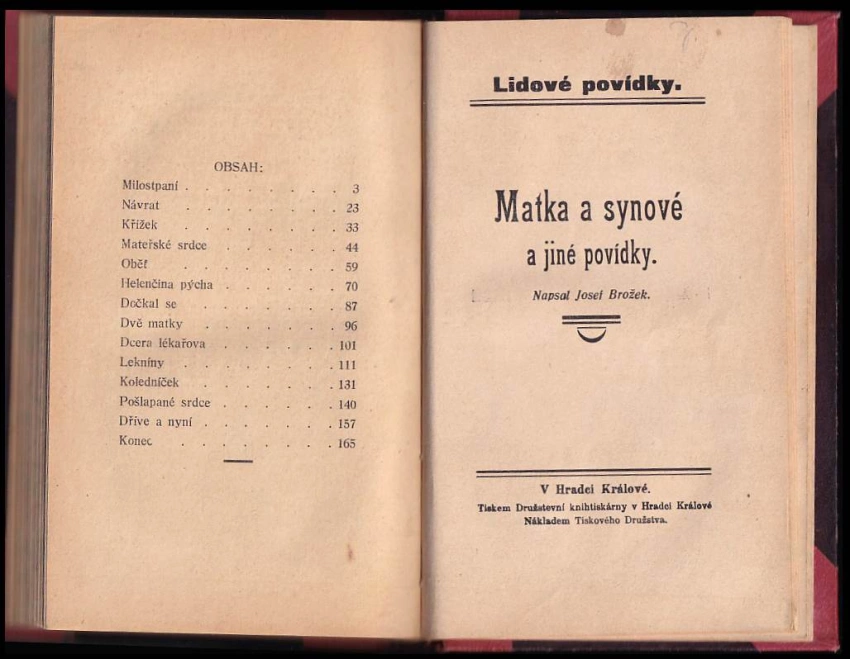 OBSAH:
Milostpaní . . . . . . . . 3
Návrat . . . . . . . . 23
Křížek . . . . . . . . 33
Mateřské srdce . . . . . . 44
Oběť . . . . . . . . 59
Helenčina pýcha . . . . . . 70
Dočkal se . . . . . . . 87
Dvě matky . . . . . . . 96
Dcera lékařova . . . . . . 101
Lekníny . . . . . . . . 111
Koledníček . . . . . . . 131
Pošlapané srdce . . . . . . 140
Dříve a nyní . . . . . . . 157
Konec . . . . . . . . 165
Lidové povídky.
Matka a synové
a jiné povídky.
Napsal Josef Brožek.
V Hradci Králové.
Tiskem Družstevní knihtiskárny v Hradci Králové
Nákladem Tiskového Družstva.